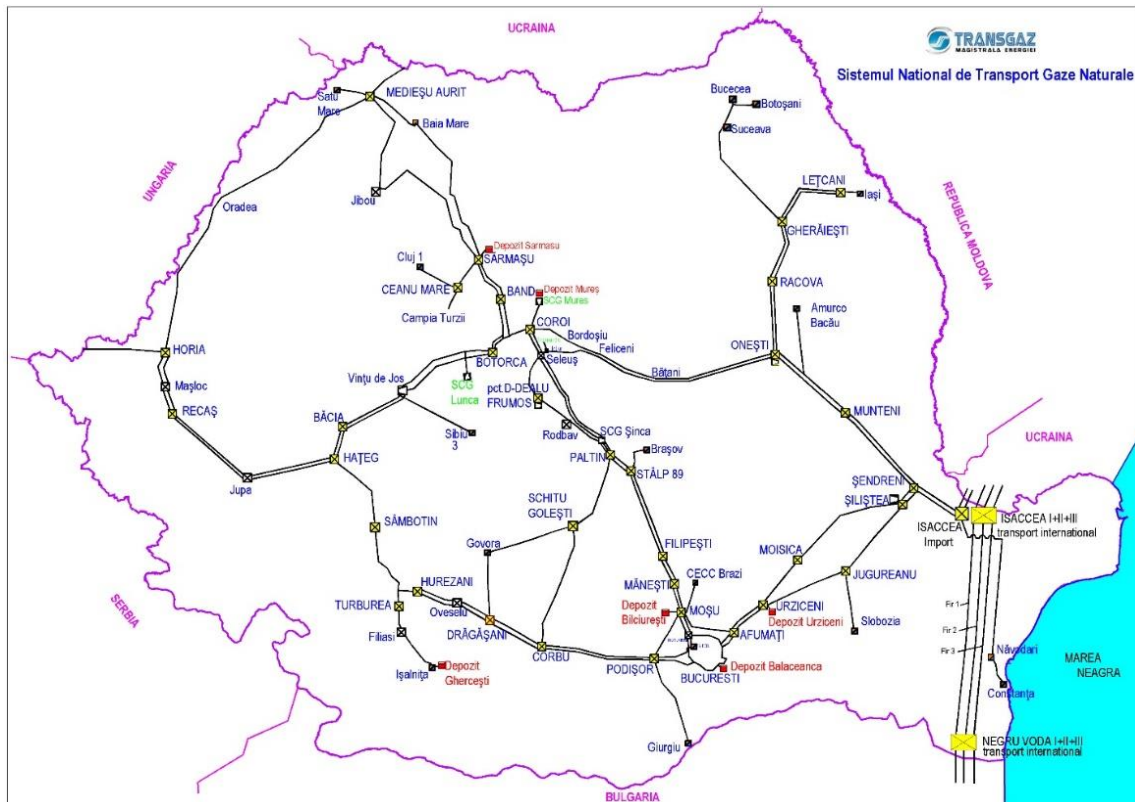 UCRAINA
TRANSGAZ
MAGISTRALA ENERGIEI
Sistemul National de Transport Gaze Naturale
Satu
Mare
MEDIEŞU AURIT
Baia Mare
Bucecea
Botoşani
Suceava
UNGARIA
Oradea
Jibou
LEŢCANI
Iaşi
REPUBLICA MOLDOVA
GHERĂIEŞTI
Depozit Sarmasu
SĂRMAŞU
Cluj 1
CEANU MARE
Campia Turzii
BAND
Depozit Mureş
SCG Mures
RACOVA
Amurco
Bacău
COROI
Bordoşiu
Feliceni
Băţani
ONEŞTI
HORIA
Maşloc
RECAŞ
BOTORCA
Seleuş
Vinţu de Jos
SCG
Lunca
pct.D-DEALU
FRUMOS
BĂCIA
Sibiu
3
Rodbav
SCG Şinca
MUNTENI
HAŢEG
PALTIN
Braşov
STÂLP 89
UCRAINA
Jupa
ŞENDRENI
ŞILIŞTEA
SCHITU
GOLEŞTI
SĂMBOTIN
ISACCEA
Import
ISACCEA I+II+III
transport international
Govora
FILIPEŞTI
MOISICA
JUGUREANU
SERBIA
HUREZANI
MĂNEŞTI
CECC Brazi
TURBUREA
Oveselu
Depozit
Bilciureşti
MOŞU
URZICENI
Depozit Urziceni
Slobozia
Fir 1
Fir 2
Fir 3
DRĂGĂŞANI
Filiasi
CORBU
AFUMAŢI
Işalniţa
Depozit
Gherceşti
PODIŞOR
BUCURESTI
Depozit Balaceanca
Năvodari
MAREA
NEAGRA
Constanţa
Giurgiu
NEGRU VODA I+II+III
transport international
BULGARIA